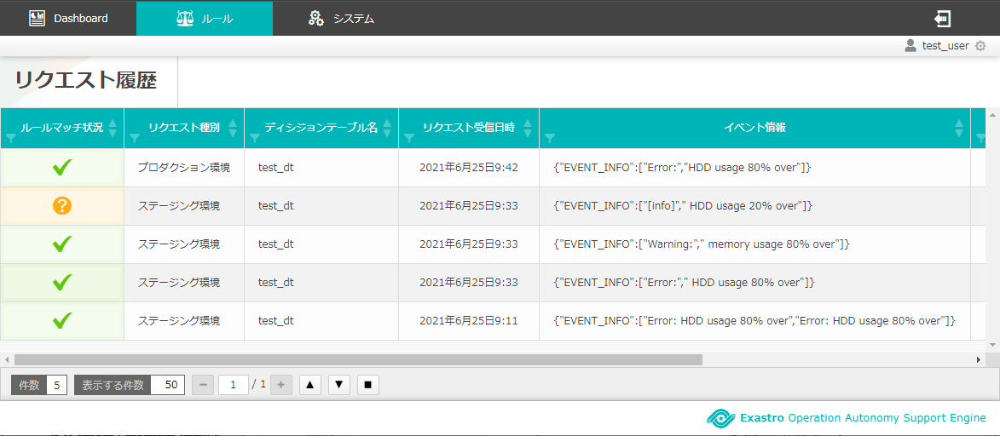 Dashboard ルール システム
test_user
リクエスト履歴
ルールマッチ状況 リクエスト種別 ディシジョンテーブル名 リクエスト受信日時 イベント情報
プロダクション環境 test_dt 2021年6月25日9:42 {"EVENT_INFO":["Error:","HDD usage 80% over"]}
ステージング環境 test_dt 2021年6月25日9:33 {"EVENT_INFO":["[info]"," HDD usage 20% over"]}
ステージング環境 test_dt 2021年6月25日9:33 {"EVENT_INFO":["Warning:"," memory usage 80% over"]}
ステージング環境 test_dt 2021年6月25日9:33 {"EVENT_INFO":["Error:"," HDD usage 80% over"]}
ステージング環境 test_dt 2021年6月25日9:11 {"EVENT_INFO":["Error: HDD usage 80% over","Error: HDD usage 80% over"]}
件数 5 表示する件数 50 − 1 / 1 + ▲ ▼ ■
Exastro Operation Autonomy Support Engine